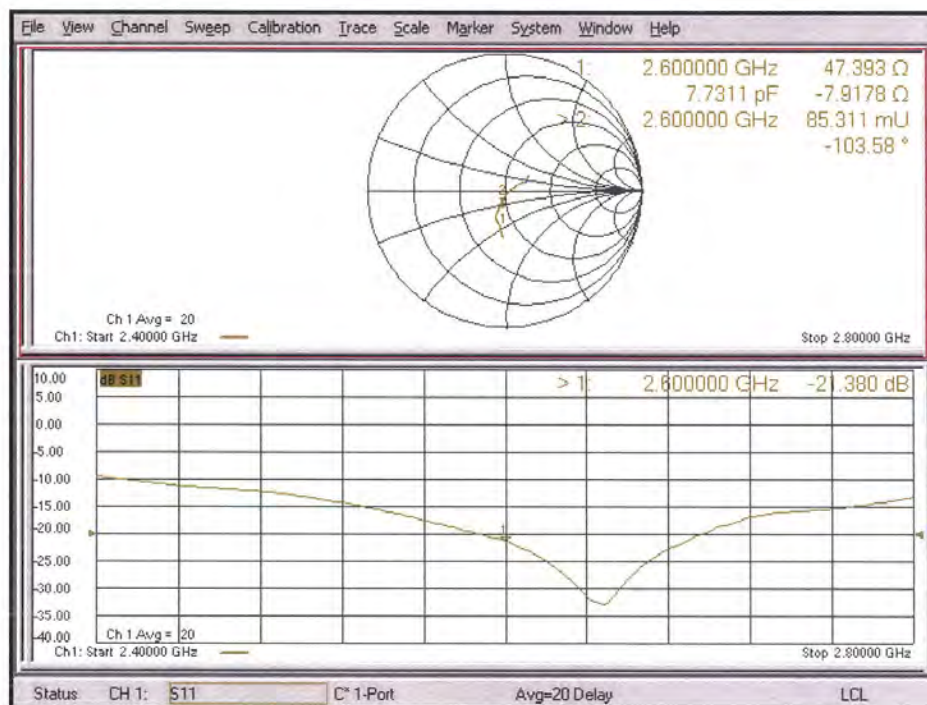 File View Channel Sweep Calibration Trace Scale Marker System Window Help
1: 2.600000 GHz 47.393 Ω
7.7311 pF -7.9178 Ω
> 2: 2.600000 GHz 85.311 mU
-103.58 °
1
Ch 1 Avg = 20
Ch1: Start 2.40000 GHz Stop 2.80000 GHz
10.00 dB S11 > 1: 2.600000 GHz -21.380 dB
5.00
0.00
-5.00
-10.00
-15.00
-20.00 1
-25.00
-30.00
-35.00
-40.00 Ch 1 Avg = 20
Ch1: Start 2.40000 GHz Stop 2.80000 GHz
Status CH 1: S11 C* 1-Port Avg=20 Delay LCL